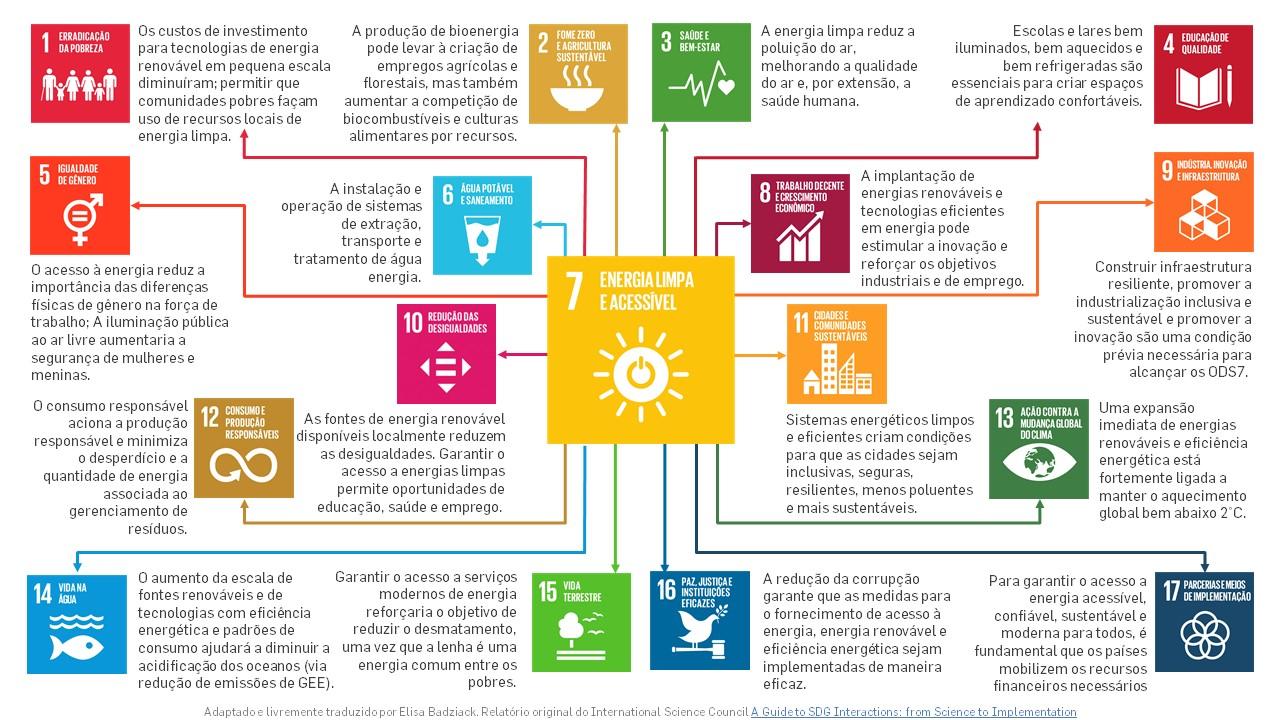 1 ERRADICAÇÃO
DA POBREZA
Os custos de investimento
para tecnologias de energia
renovável em pequena escala
diminuíram; permitir que
comunidades pobres façam
uso de recursos locais de
energia limpa.
A produção de bioenergia
pode levar à criação de
empregos agrícolas e
florestais, mas também
aumentar a competição de
biocombustíveis e culturas
alimentares por recursos.
2 FOME ZERO
E AGRICULTURA
SUSTENTÁVEL
3 SAÚDE E
BEM-ESTAR
A energia limpa reduz a
poluição do ar,
melhorando a qualidade
do ar e, por extensão, a
saúde humana.
Escolas e lares bem
iluminados, bem aquecidos e
bem refrigeradas são
essenciais para criar espaços
de aprendizado confortáveis.
4 EDUCAÇÃO DE
QUALIDADE
5 IGUALDADE
DE GÊNERO
O acesso à energia reduz a
importância das diferenças
físicas de gênero na força de
trabalho; A iluminação pública
ao ar livre aumentaria a
segurança de mulheres e
meninas.
A instalação e
operação de sistemas
de extração,
transporte e
tratamento de água
energia.
6 ÁGUA POTÁVEL
E SANEAMENTO
7 ENERGIA LIMPA
E ACESSÍVEL
8 TRABALHO DECENTE
E CRESCIMENTO
ECONÔMICO
A implantação de
energias renováveis e
tecnologias eficientes
em energia pode
estimular a inovação e
reforçar os objetivos
industriais e de emprego.
9 INDÚSTRIA, INOVAÇÃO
E INFRAESTRUTURA
Construir infraestrutura
resiliente, promover a
industrialização inclusiva e
sustentável e promover a
inovação são uma condição
prévia necessária para
alcançar os ODS7.
10 REDUÇÃO DAS
DESIGUALDADES
As fontes de energia renovável
disponíveis localmente reduzem
as desigualdades. Garantir o
acesso a energias limpas
permite oportunidades de
educação, saúde e emprego.
11 CIDADES E
COMUNIDADES
SUSTENTÁVEIS
Sistemas energéticos limpos
e eficientes criam condições
para que as cidades sejam
inclusivas, seguras,
resilientes, menos poluentes
e mais sustentáveis.
O consumo responsável
aciona a produção
responsável e minimiza
o desperdício e a
quantidade de energia
associada ao
gerenciamento de
resíduos.
12 CONSUMO E
PRODUÇÃO
RESPONSÁVEIS
13 AÇÃO CONTRA A
MUDANÇA GLOBAL
DO CLIMA
Uma expansão
imediata de energias
renováveis e eficiência
energética está
fortemente ligada a
manter o aquecimento
global bem abaixo 2°C.
14 VIDA NA
ÁGUA
O aumento da escala de
fontes renováveis e de
tecnologias com eficiência
energética e padrões de
consumo ajudará a diminuir a
acidificação dos oceanos (via
redução de emissões de GEE).
Garantir o acesso a serviços
modernos de energia
reforçaria o objetivo de
reduzir o desmatamento,
uma vez que a lenha é uma
energia comum entre os
pobres.
15 VIDA
TERRESTRE
16 PAZ, JUSTIÇA E
INSTITUIÇÕES
EFICAZES
A redução da corrupção
garante que as medidas para
o fornecimento de acesso à
energia, energia renovável e
eficiência energética sejam
implementadas de maneira
eficaz.
Para garantir o acesso a
energia acessível,
confiável, sustentável e
moderna para todos, é
fundamental que os países
mobilizem os recursos
financeiros necessários
17 PARCERIAS E MEIOS
DE IMPLEMENTAÇÃO
Adaptado e livremente traduzido por Elisa Badziack. Relatório original do International Science Council A Guide to SDG Interactions: from Science to Implementation